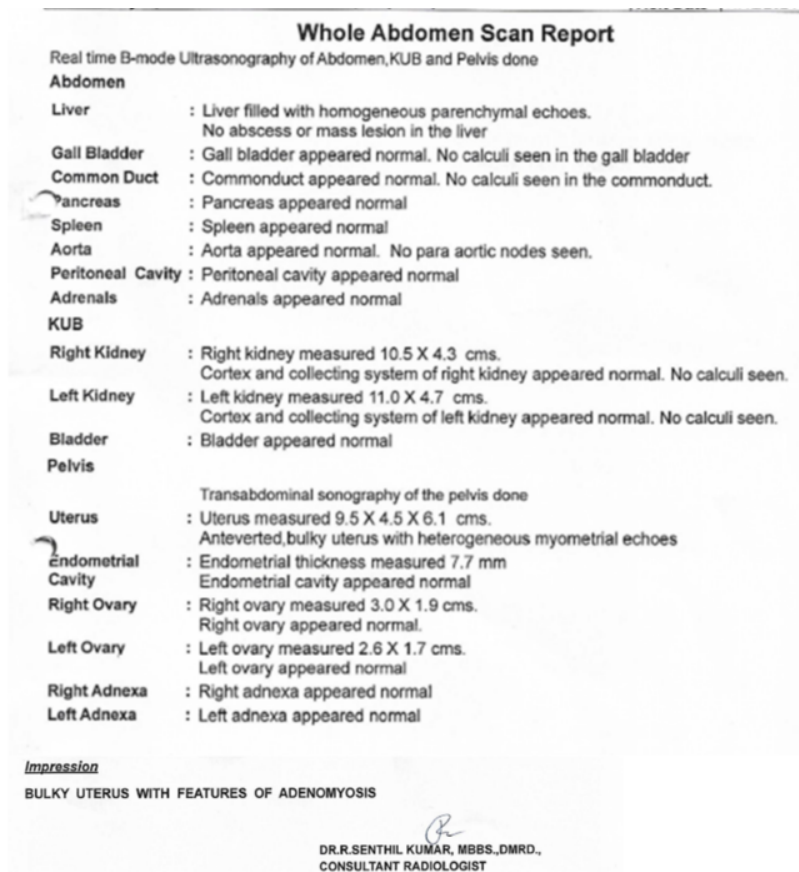 Whole Abdomen Scan Report
Real time B-mode Ultrasonography of Abdomen,KUB and Pelvis done
Abdomen
Liver : Liver filled with homogeneous parenchymal echoes.
No abscess or mass lesion in the liver
Gall Bladder : Gall bladder appeared normal. No calculi seen in the gall bladder
Common Duct : Commonduct appeared normal. No calculi seen in the commonduct.
Pancreas : Pancreas appeared normal
Spleen : Spleen appeared normal
Aorta : Aorta appeared normal. No para aortic nodes seen.
Peritoneal Cavity : Peritoneal cavity appeared normal
Adrenals : Adrenals appeared normal
KUB
Right Kidney : Right kidney measured 10.5 X 4.3 cms.
Cortex and collecting system of right kidney appeared normal. No calculi seen.
Left Kidney : Left kidney measured 11.0 X 4.7 cms.
Cortex and collecting system of left kidney appeared normal. No calculi seen.
Bladder : Bladder appeared normal
Pelvis
Transabdominal sonography of the pelvis done
Uterus : Uterus measured 9.5 X 4.5 X 6.1 cms.
Anteverted,bulky uterus with heterogeneous myometrial echoes
Endometrial : Endometrial thickness measured 7.7 mm
Cavity Endometrial cavity appeared normal
Right Ovary : Right ovary measured 3.0 X 1.9 cms.
Right ovary appeared normal.
Left Ovary : Left ovary measured 2.6 X 1.7 cms.
Left ovary appeared normal
Right Adnexa : Right adnexa appeared normal
Left Adnexa : Left adnexa appeared normal
Impression
BULKY UTERUS WITH FEATURES OF ADENOMYOSIS
DR.R.SENTHIL KUMAR, MBBS.,DMRD.,
CONSULTANT RADIOLOGIST